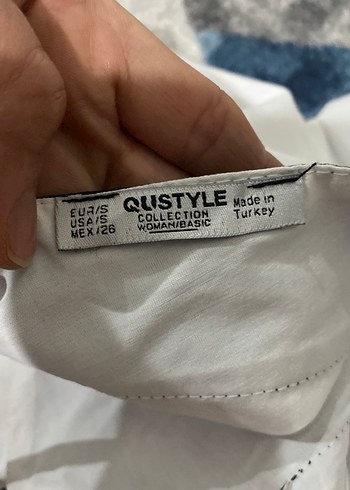 EUR/S
USA/S
MEX/26
QUSTYLE
COLLECTION
WOMAN/BASIC
Made in
Turkey